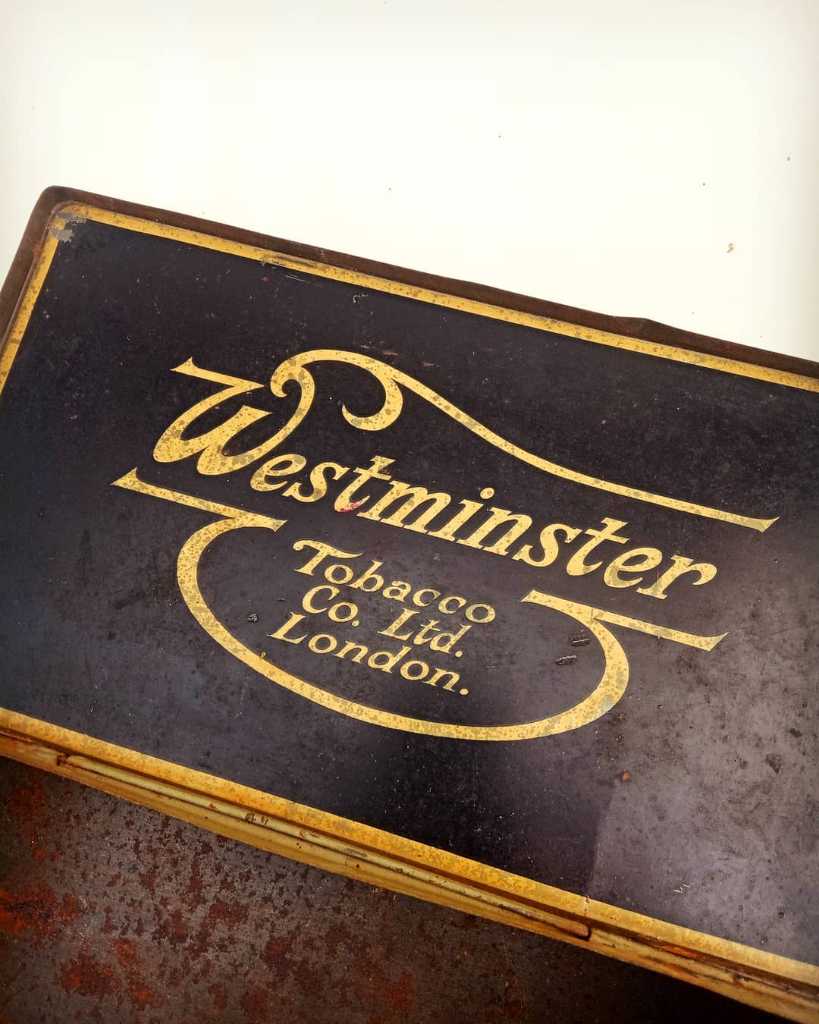 Westminster
Tobacco
Co. Ltd.
London.